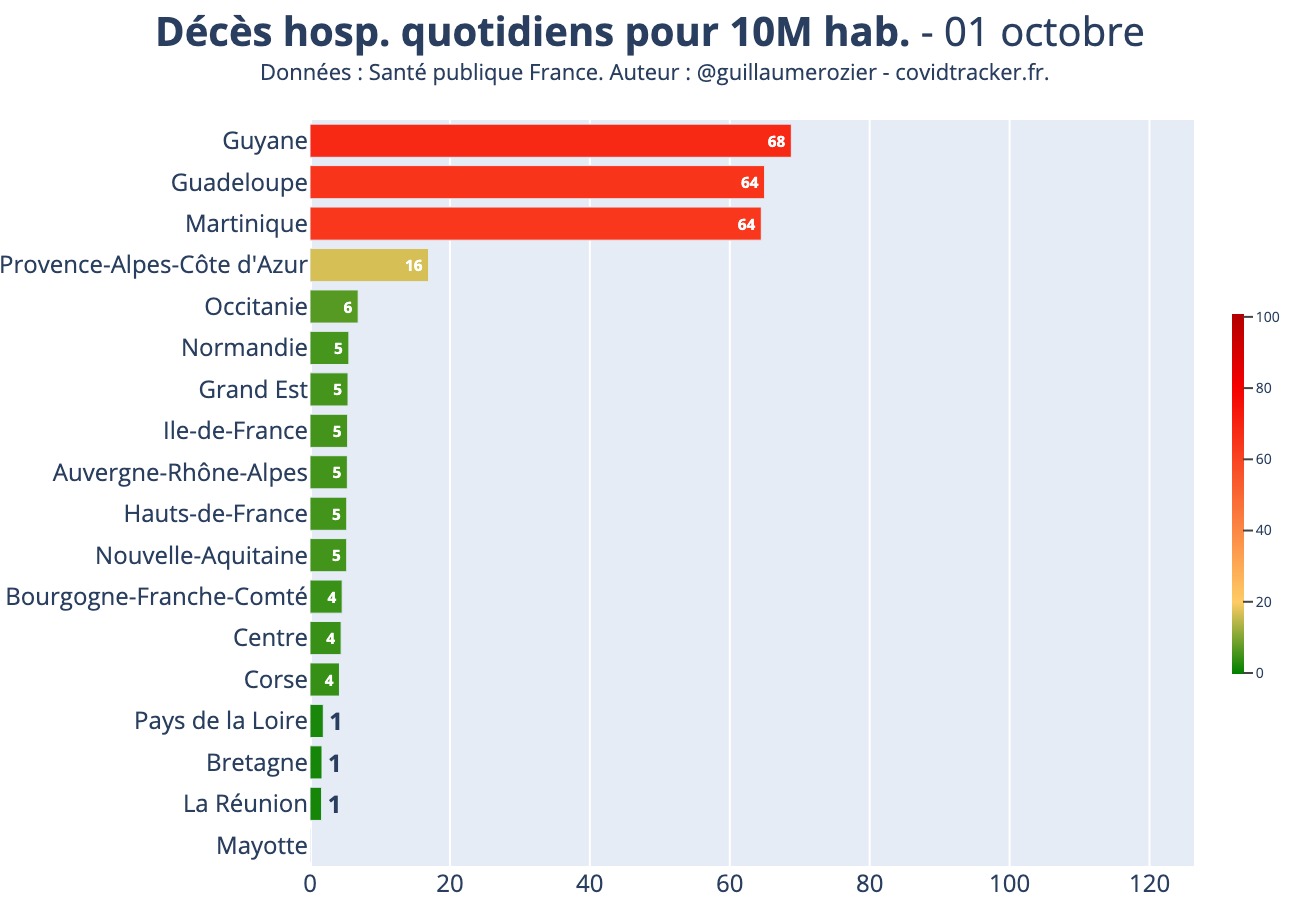 Décès hosp. quotidiens pour 10M hab. - 01 octobre
Données : Santé publique France. Auteur : @guillaumerozier - covidtracker.fr.
Guyane 68
Guadeloupe 64
Martinique 64
Provence-Alpes-Côte d'Azur 16
Occitanie 6
Normandie 5
Grand Est 5
Ile-de-France 5
Auvergne-Rhône-Alpes 5
Hauts-de-France 5
Nouvelle-Aquitaine 5
Bourgogne-Franche-Comté 4
Centre 4
Corse 4
Pays de la Loire 1
Bretagne 1
La Réunion 1
Mayotte
0 20 40 60 80 100 120
100
80
60
40
20
0